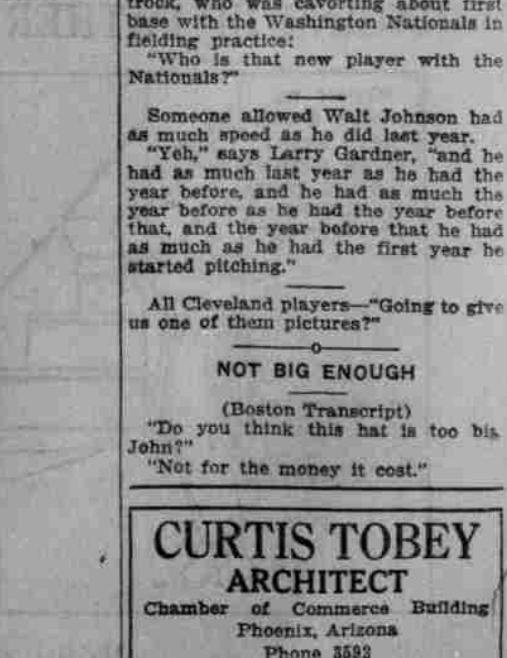 trock, who was cavorting about first
base with the Washington Nationals in
fielding practice:
"Who is that new player with the
Nationals?"
Someone allowed Walt Johnson had
as much speed as he did last year.
"Yeh," says Larry Gardner, "and he
had as much last year as he had the
year before, and he had as much the
year before as he had the year before
that, and the year before that he had
as much as he had the first year he
started pitching."
All Cleveland players—"Going to give
us one of them pictures?"
NOT BIG ENOUGH
(Boston Transcript)
"Do you think this hat is too big,
John?"
"Not for the money it cost."
CURTIS TOBEY
ARCHITECT
Chamber of Commerce Building
Phoenix, Arizona
Phone 3593